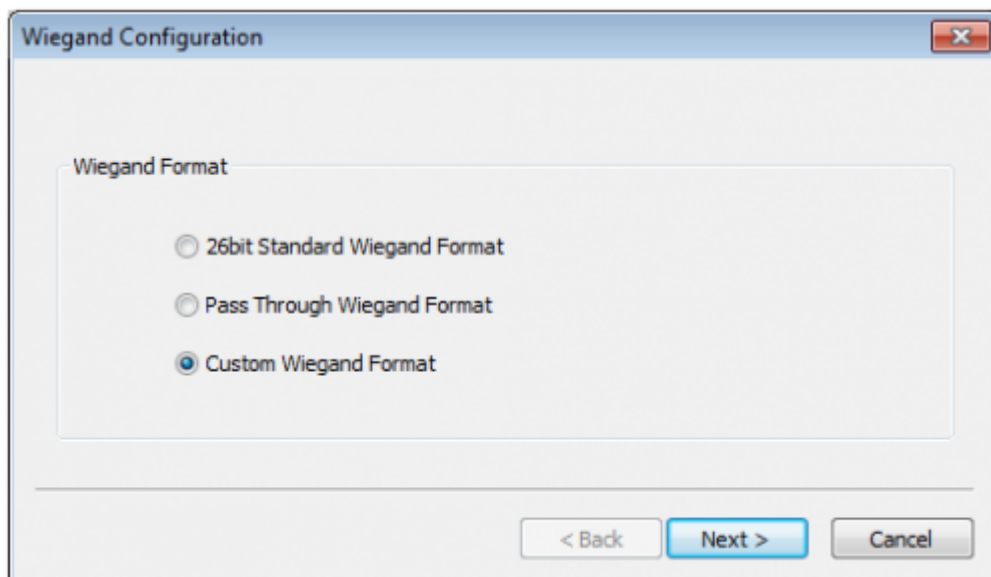 Wiegand Configuration
Wiegand Format
26bit Standard Wiegand Format
Pass Through Wiegand Format
Custom Wiegand Format
< Back Next > Cancel